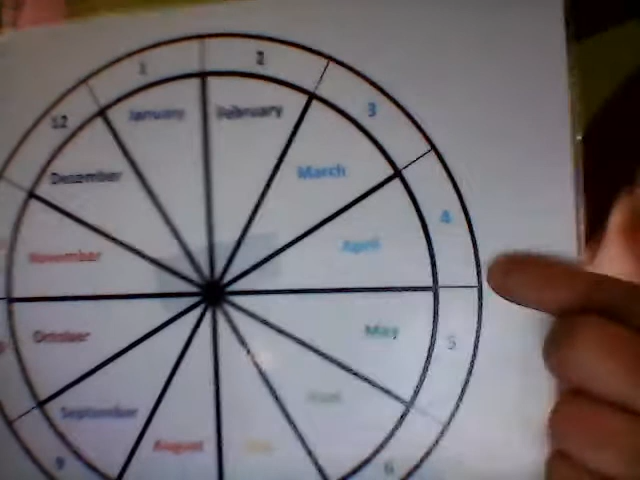 1
2
3
4
5
6
9
12
January
February
March
April
May
August
September
October
November
December